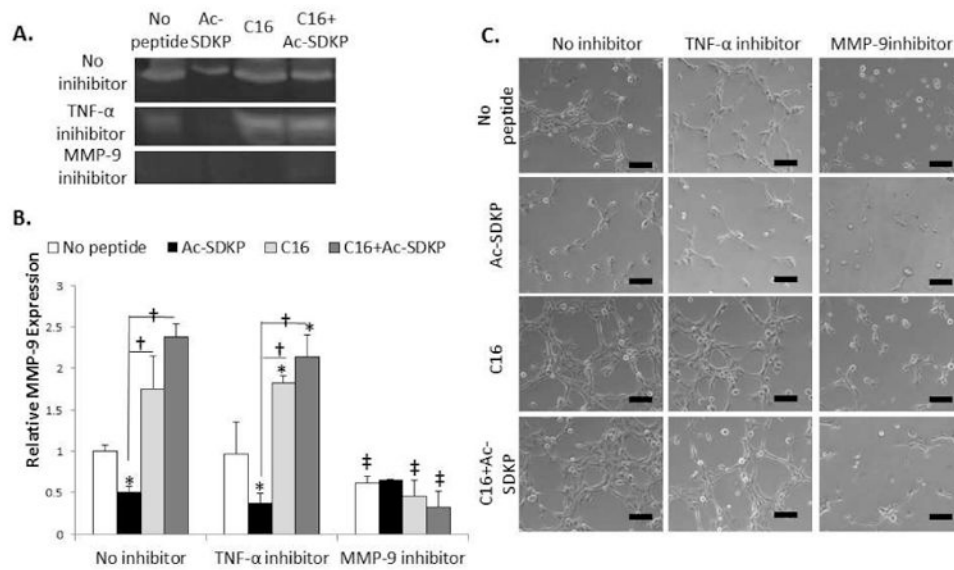 A.
No peptide
Ac-SDKP
C16
C16+ Ac-SDKP
No inihibitor
TNF-α inihibitor
MMP-9 inihibitor
B.
No peptide
Ac-SDKP
C16
C16+Ac-SDKP
Relative MMP-9 Expression
3
2.5
2
1.5
1
0.5
0
*
†
†
*
†
*
†
*
‡
‡
‡
No inhibitor
TNF-α inhibitor
MMP-9 inhibitor
C.
No inhibitor
TNF-α inhibitor
MMP-9inhibitor
No peptide
Ac-SDKP
C16
C16+Ac-
SDKP